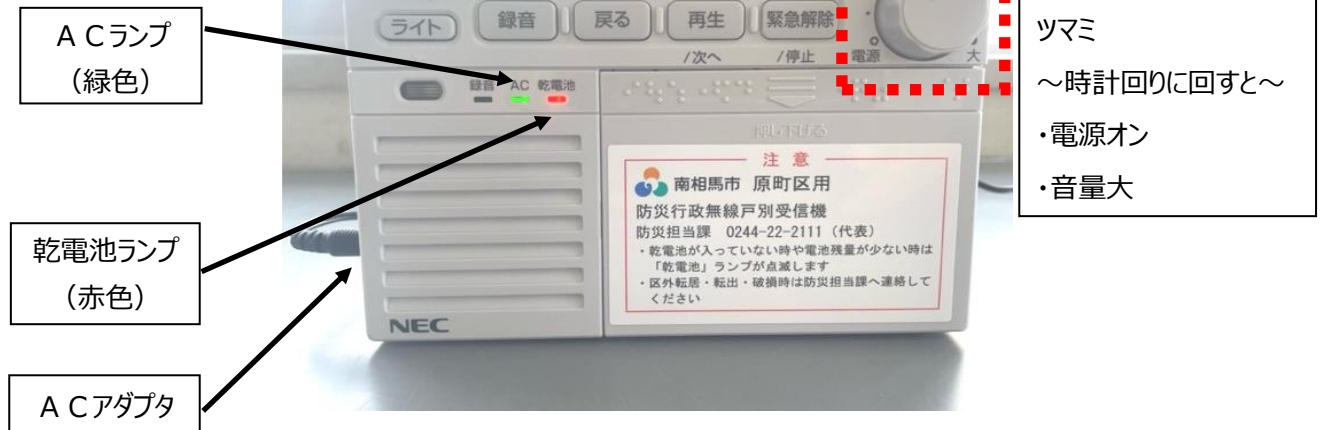 ＡＣランプ
（緑色）
乾電池ランプ
（赤色）
ＡＣアダプタ
ライト 録音 戻る 再生 緊急解除
/次へ /停止 電源 大
録音 AC 乾電池
押し下げる
注 意
南相馬市 原町区用
防災行政無線戸別受信機
防災担当課 0244-22-2111（代表）
・乾電池が入っていない時や電池残量が少ない時は
「乾電池」ランプが点滅します
・区外転居・転出・破損時は防災担当課へ連絡して
ください
NEC
ツマミ
～時計回りに回すと～
・電源オン
・音量大